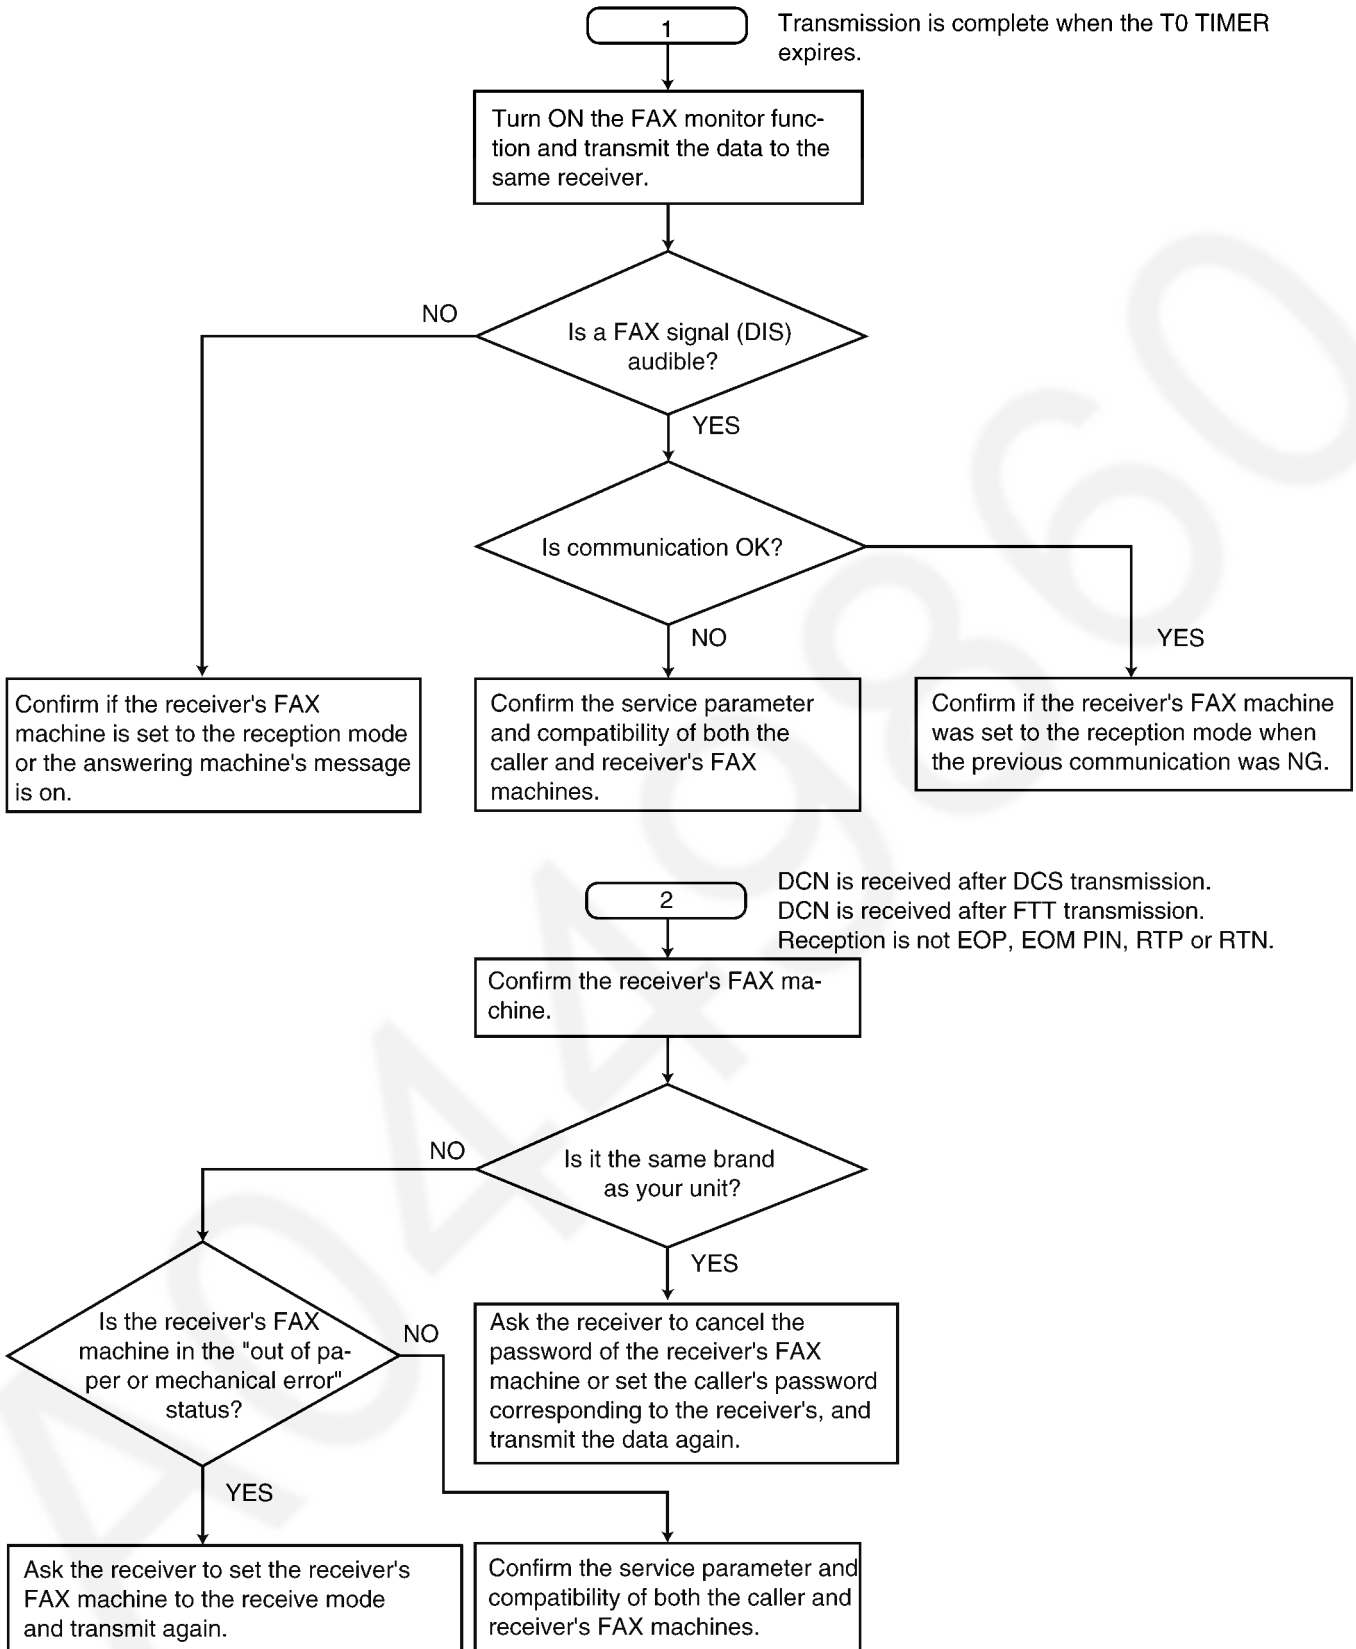 1
Transmission is complete when the T0 TIMER
expires.
Turn ON the FAX monitor func-
tion and transmit the data to the
same receiver.
NO
Is a FAX signal (DIS)
audible?
YES
Is communication OK?
NO
YES
Confirm if the receiver's FAX
machine is set to the reception mode
or the answering machine's message
is on.
Confirm the service parameter
and compatibility of both the
caller and receiver's FAX
machines.
Confirm if the receiver's FAX machine
was set to the reception mode when
the previous communication was NG.
2
DCN is received after DCS transmission.
DCN is received after FTT transmission.
Reception is not EOP, EOM PIN, RTP or RTN.
Confirm the receiver's FAX ma-
chine.
NO
Is it the same brand
as your unit?
YES
Is the receiver's FAX
machine in the "out of pa-
per or mechanical error"
status?
NO
Ask the receiver to cancel the
password of the receiver's FAX
machine or set the caller's password
corresponding to the receiver's, and
transmit the data again.
YES
Ask the receiver to set the receiver's
FAX machine to the receive mode
and transmit again.
Confirm the service parameter and
compatibility of both the caller and
receiver's FAX machines.
A04449860